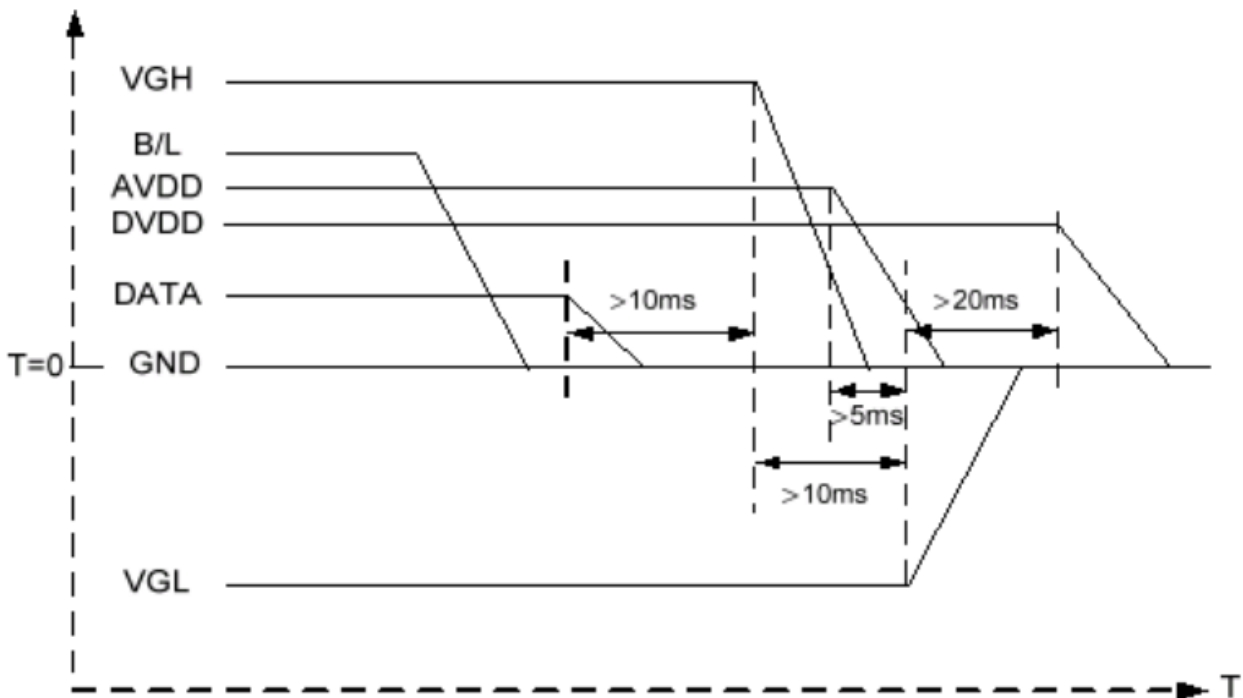 VGH
B/L
AVDD
DVDD
DATA
>10ms
>20ms
T=0
GND
>5ms
>10ms
VGL
T